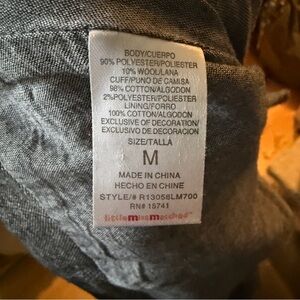 BODY/CUERPO
90% POLYESTER/POLIESTER
10% WOOL/LANA
CUFF/PUNO DE CAMISA
98% COTTON/ALGODON
2% POLYESTER/POLIESTER
LINING/FORRO
100% COTTON/ALGODON
EXCLUSIVE OF DECORATION/
EXCLUSIVO DE DECORACION
SIZE/TALLA
M
MADE IN CHINA
HECHO EN CHINE
STYLE/# R13058LM700
RN# 15741
littlemissmatched